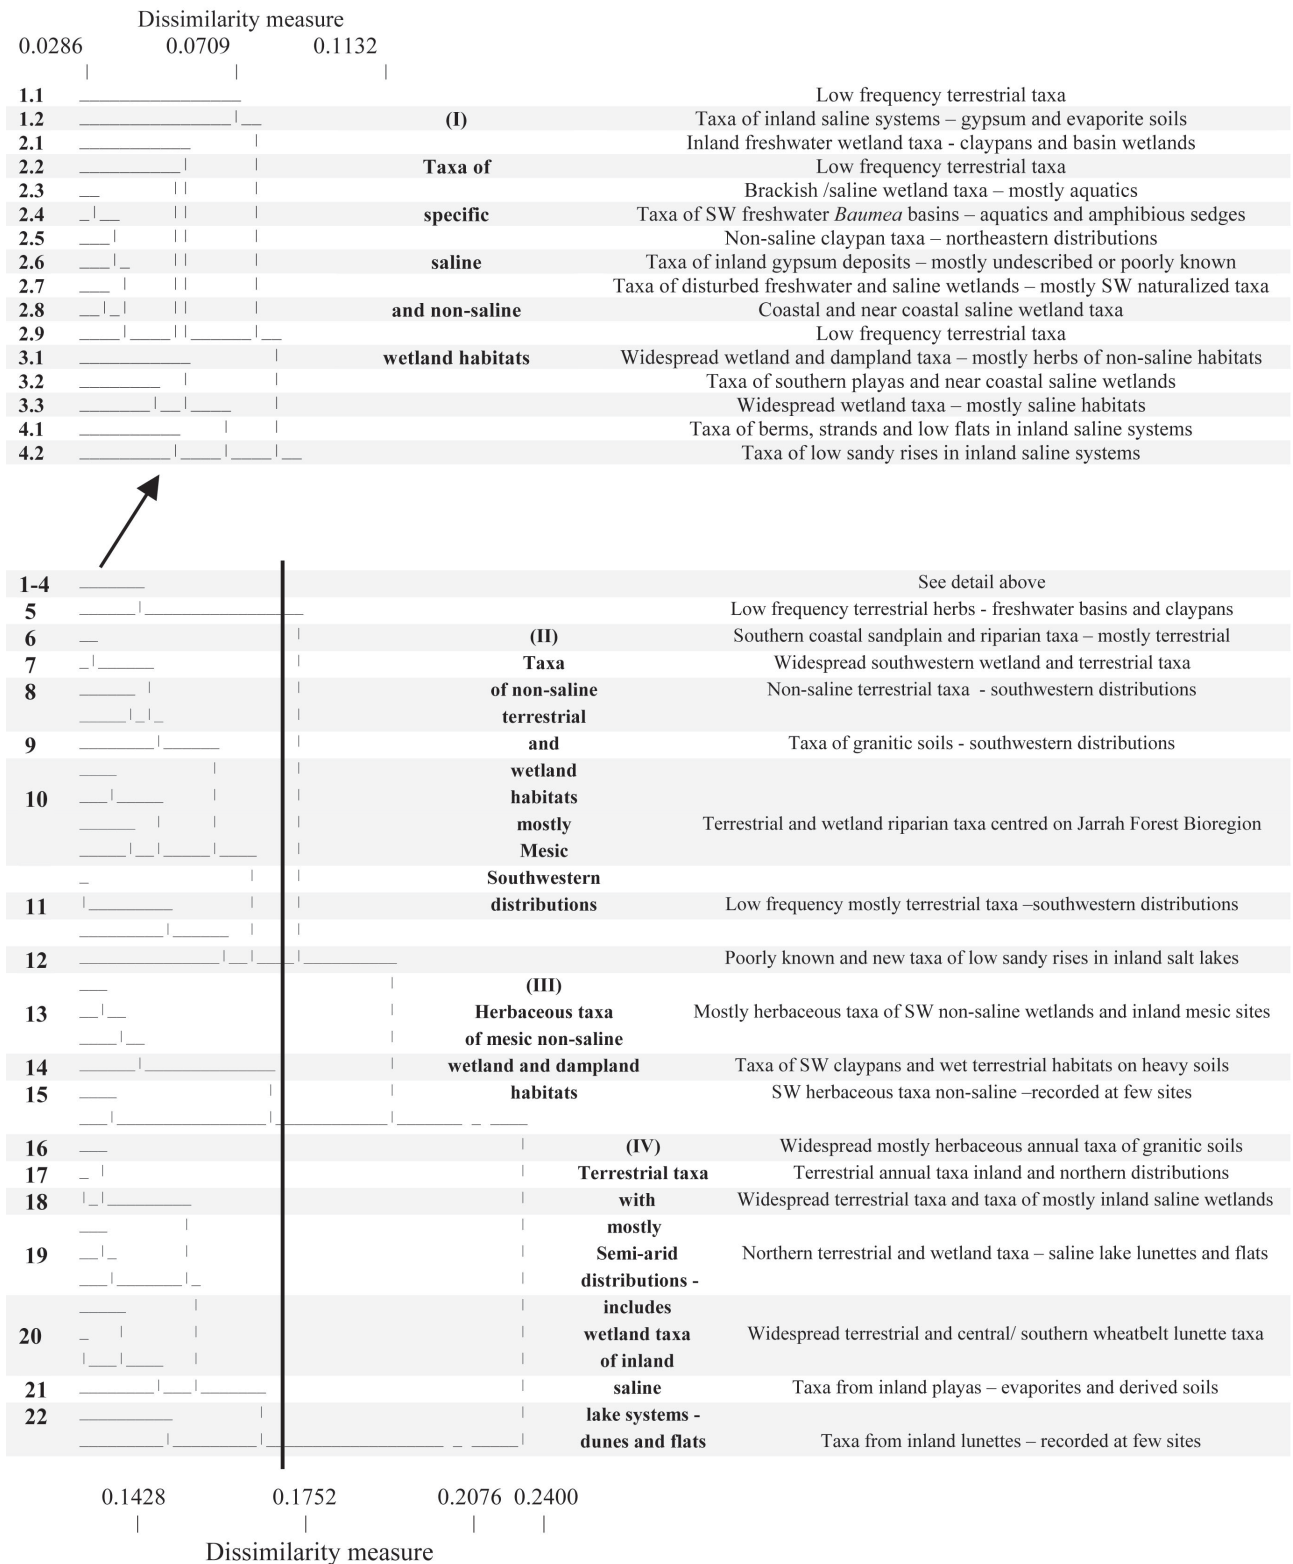 Dissimilarity measure
0.0286 0.0709 0.1132
1.1 Low frequency terrestrial taxa
1.2 (I) Taxa of inland saline systems – gypsum and evaporite soils
2.1 Inland freshwater wetland taxa - claypans and basin wetlands
2.2 Taxa of Low frequency terrestrial taxa
2.3 Brackish /saline wetland taxa – mostly aquatics
2.4 specific Taxa of SW freshwater Baumea basins – aquatics and amphibious sedges
2.5 Non-saline claypan taxa – northeastern distributions
2.6 saline Taxa of inland gypsum deposits – mostly undescribed or poorly known
2.7 Taxa of disturbed freshwater and saline wetlands – mostly SW naturalized taxa
2.8 and non-saline Coastal and near coastal saline wetland taxa
2.9 Low frequency terrestrial taxa
3.1 wetland habitats Widespread wetland and dampland taxa – mostly herbs of non-saline habitats
3.2 Taxa of southern playas and near coastal saline wetlands
3.3 Widespread wetland taxa – mostly saline habitats
4.1 Taxa of berms, strands and low flats in inland saline systems
4.2 Taxa of low sandy rises in inland saline systems
1-4 See detail above
5 Low frequency terrestrial herbs - freshwater basins and claypans
6 (II) Southern coastal sandplain and riparian taxa – mostly terrestrial
7 Taxa Widespread southwestern wetland and terrestrial taxa
8 of non-saline Non-saline terrestrial taxa - southwestern distributions
terrestrial
9 and Taxa of granitic soils - southwestern distributions
wetland
10 habitats
mostly Terrestrial and wetland riparian taxa centred on Jarrah Forest Bioregion
Mesic
Southwestern
11 distributions Low frequency mostly terrestrial taxa –southwestern distributions
12 Poorly known and new taxa of low sandy rises in inland salt lakes
(III)
13 Herbaceous taxa Mostly herbaceous taxa of SW non-saline wetlands and inland mesic sites
of mesic non-saline
14 wetland and dampland Taxa of SW claypans and wet terrestrial habitats on heavy soils
15 habitats SW herbaceous taxa non-saline –recorded at few sites
16 (IV) Widespread mostly herbaceous annual taxa of granitic soils
17 Terrestrial taxa Terrestrial annual taxa inland and northern distributions
18 with Widespread terrestrial taxa and taxa of mostly inland saline wetlands
mostly
19 Semi-arid Northern terrestrial and wetland taxa – saline lake lunettes and flats
distributions -
includes
20 wetland taxa Widespread terrestrial and central/ southern wheatbelt lunette taxa
of inland
21 saline Taxa from inland playas – evaporites and derived soils
22 lake systems -
dunes and flats Taxa from inland lunettes – recorded at few sites
0.1428 0.1752 0.2076 0.2400
Dissimilarity measure